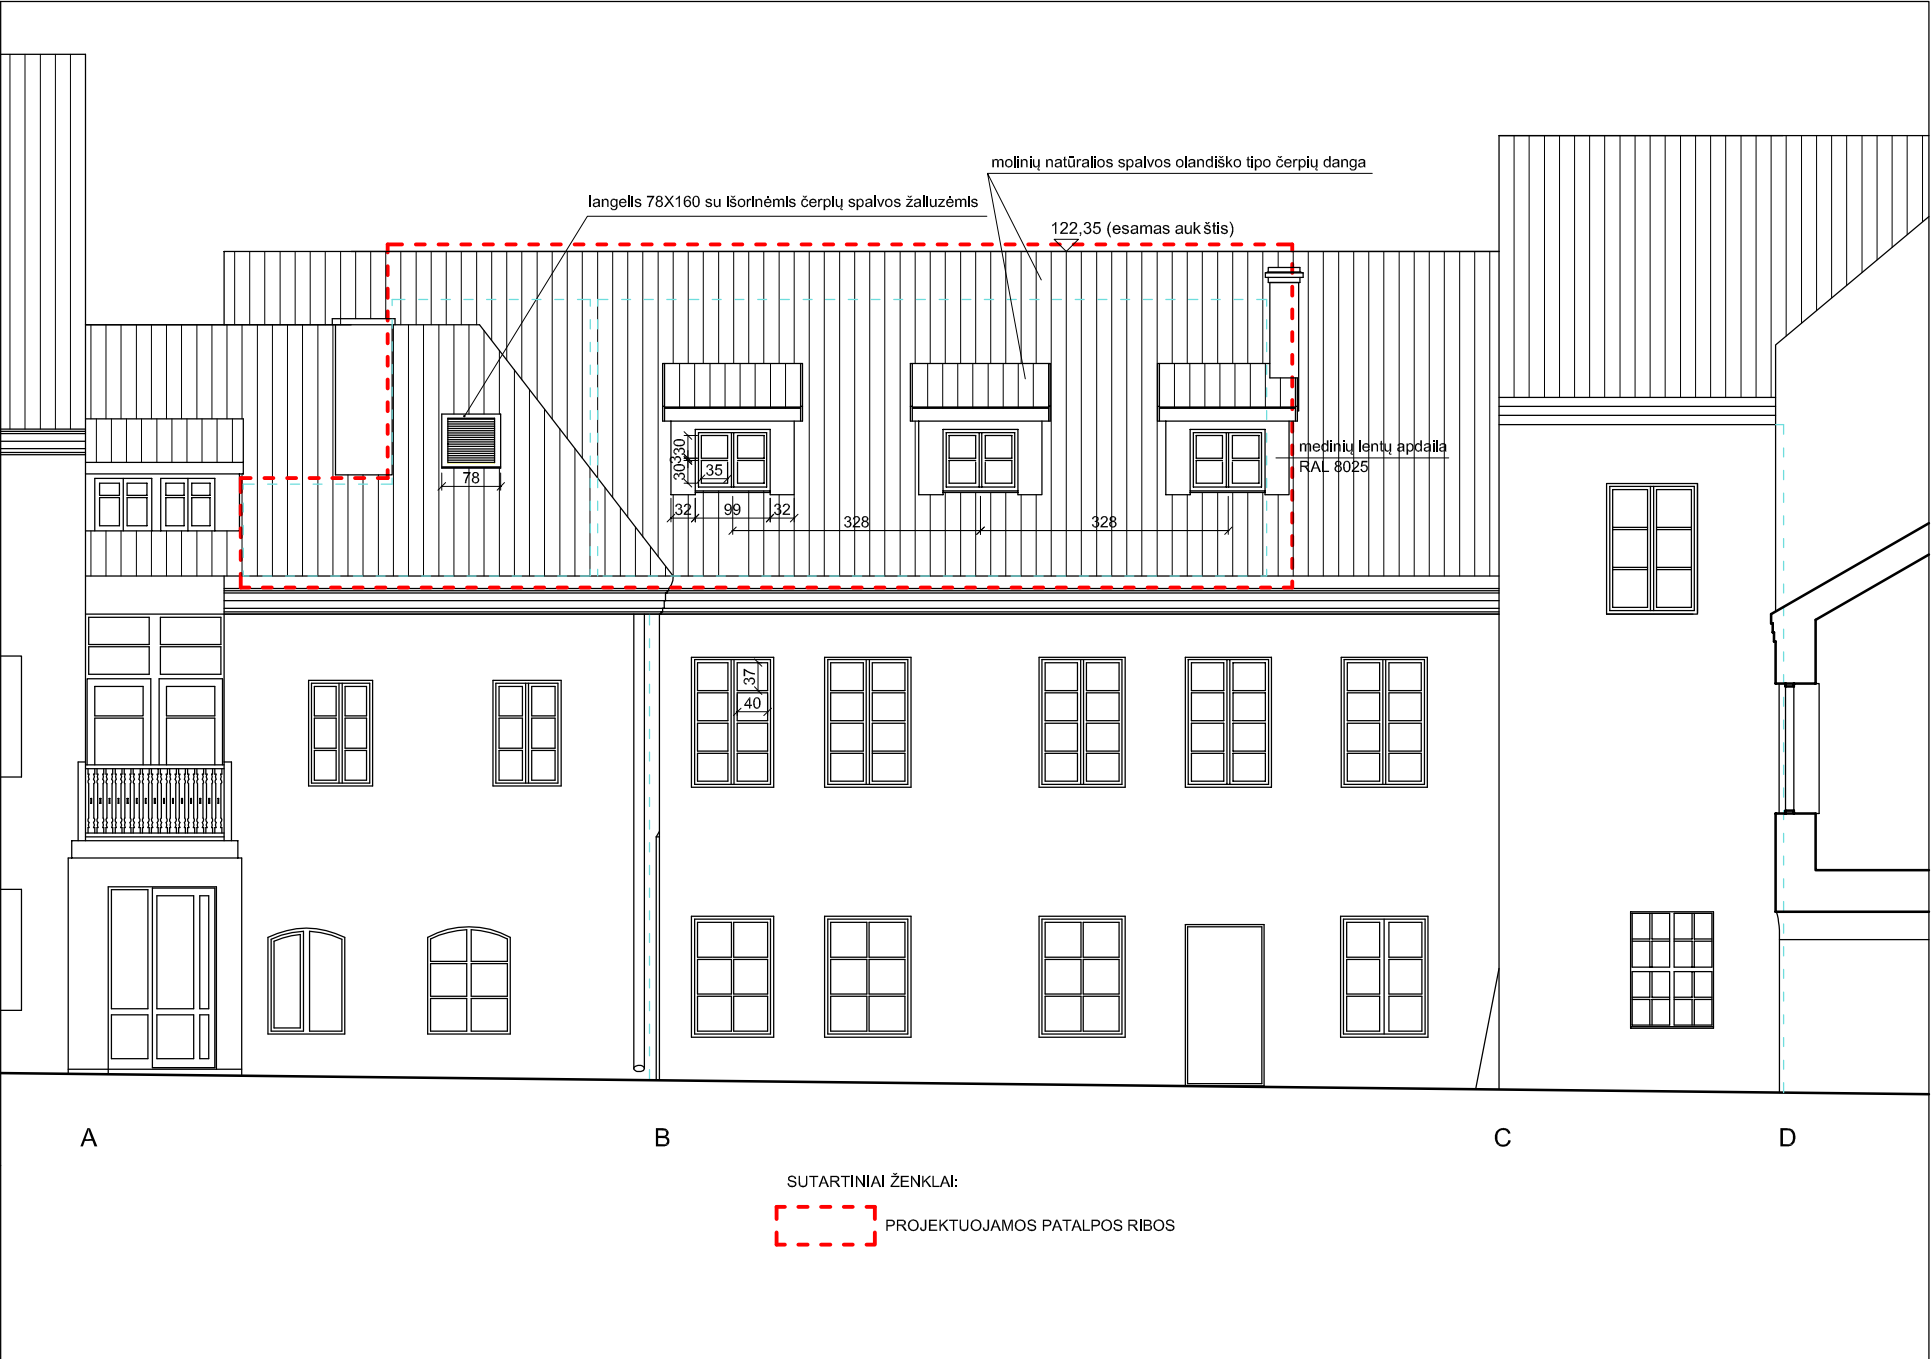 molinių natūralios spalvos olandiško tipo čerpių danga
langelis 78X160 su išorinėmis čerpių spalvos žaliuzėmis
122,35 (esamas aukštis)
medinių lentų apdaila
RAL 8025
78
30
3
30
35
32
99
32
328
328
37
40
A
B
C
D
SUTARTINIAI ŽENKLAI:
PROJEKTUOJAMOS PATALPOS RIBOS